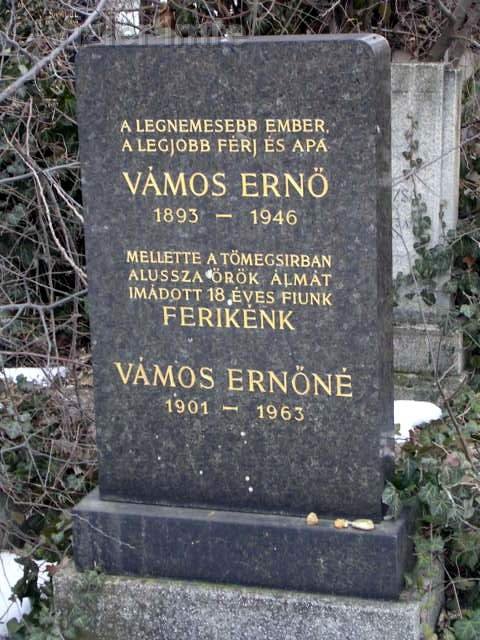 A LEGNEMESEBB EMBER,
A LEGJOBB FÉRJ ÉS APA
VÁMOS ERNŐ
1893 – 1946
MELLETTE A TÖMEGSIRBAN
ALUSSZA ÖRÖK ÁLMÁT
IMÁDOTT 18 ÉVES FIUNK
FERIKÉNK
VÁMOS ERNŐNÉ
1901 – 1963